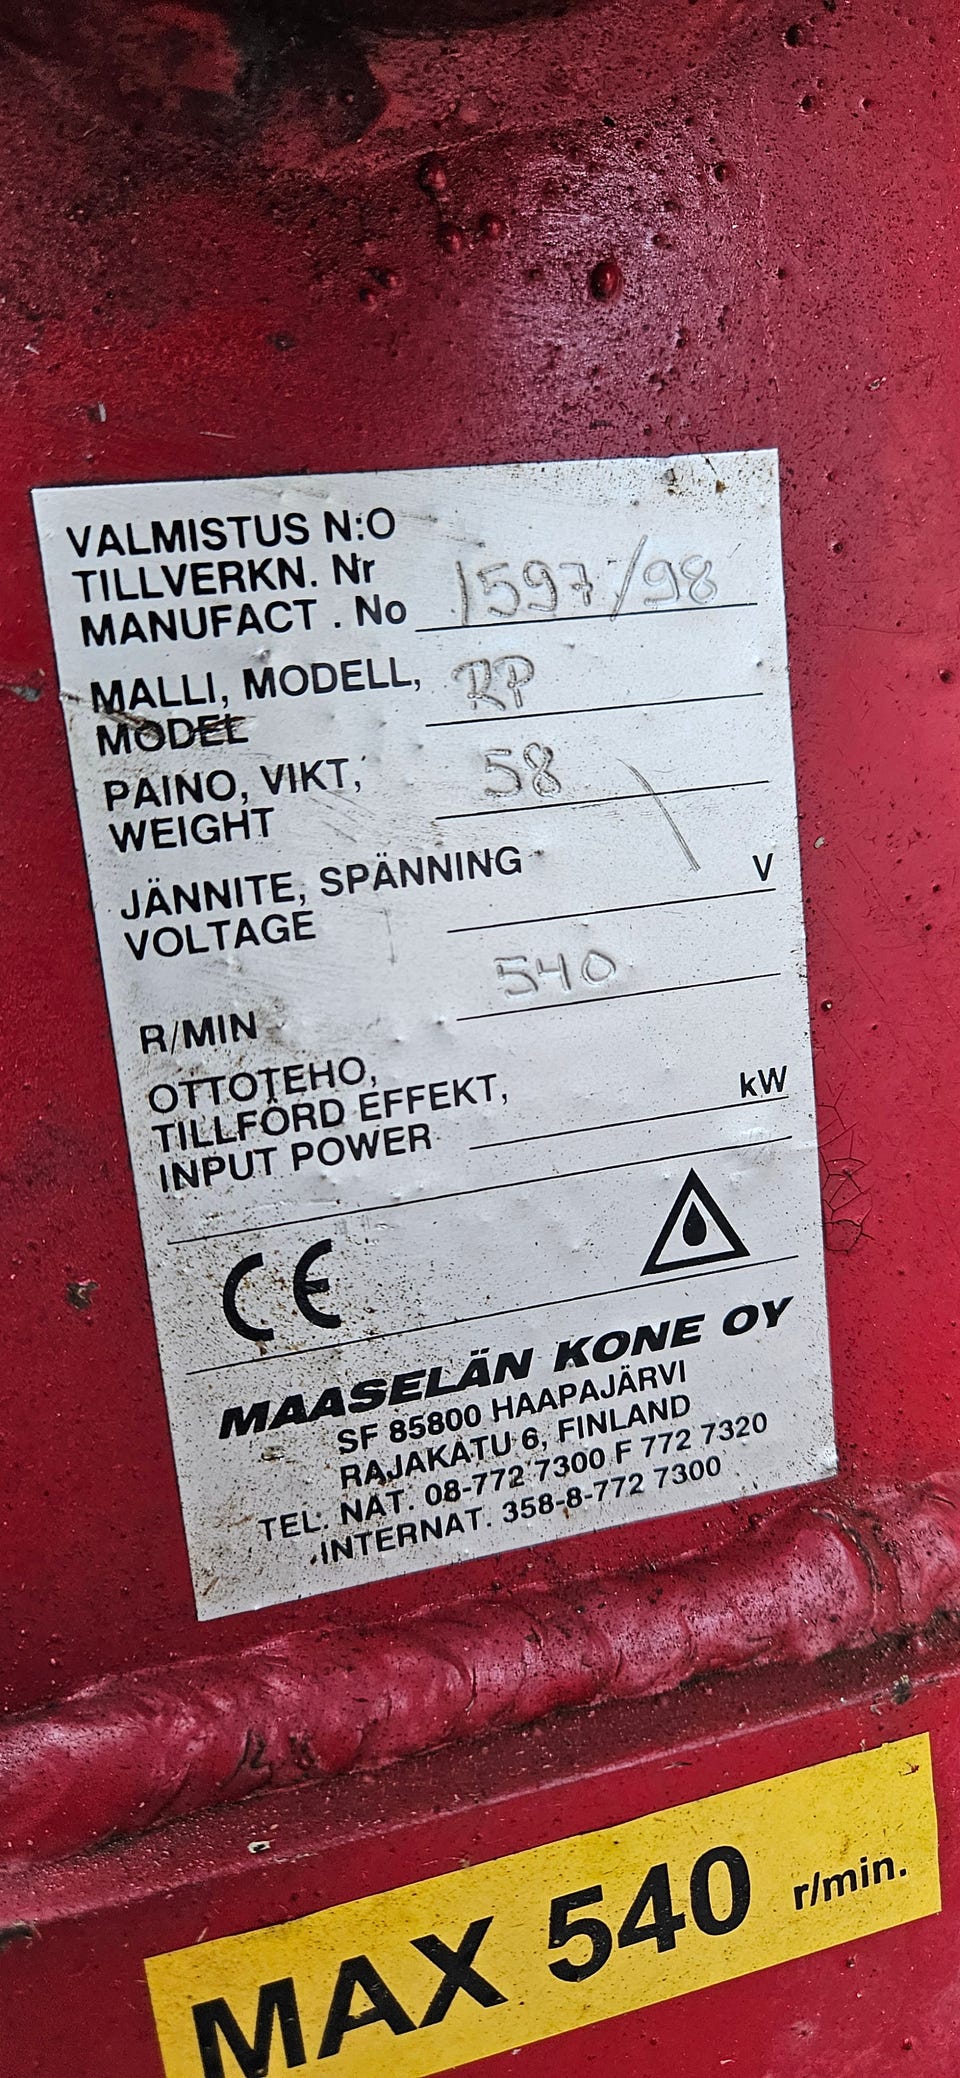 VALMISTUS N:O
TILLVERKN. Nr
MANUFACT . No 1597/98
MALLI, MODELL,
MODEL RP
PAINO, VIKT,
WEIGHT 58
JÄNNITE, SPÄNNING
VOLTAGE V
R/MIN 540
OTTOTEHO,
TILLFÖRD EFFEKT,
INPUT POWER kW
CE
MAASELÄN KONE OY
SF 85800 HAAPAJÄRVI
RAJAKATU 6, FINLAND
TEL. NAT. 08-772 7300 F 772 7320
INTERNAT. 358-8-772 7300
MAX 540 r/min.